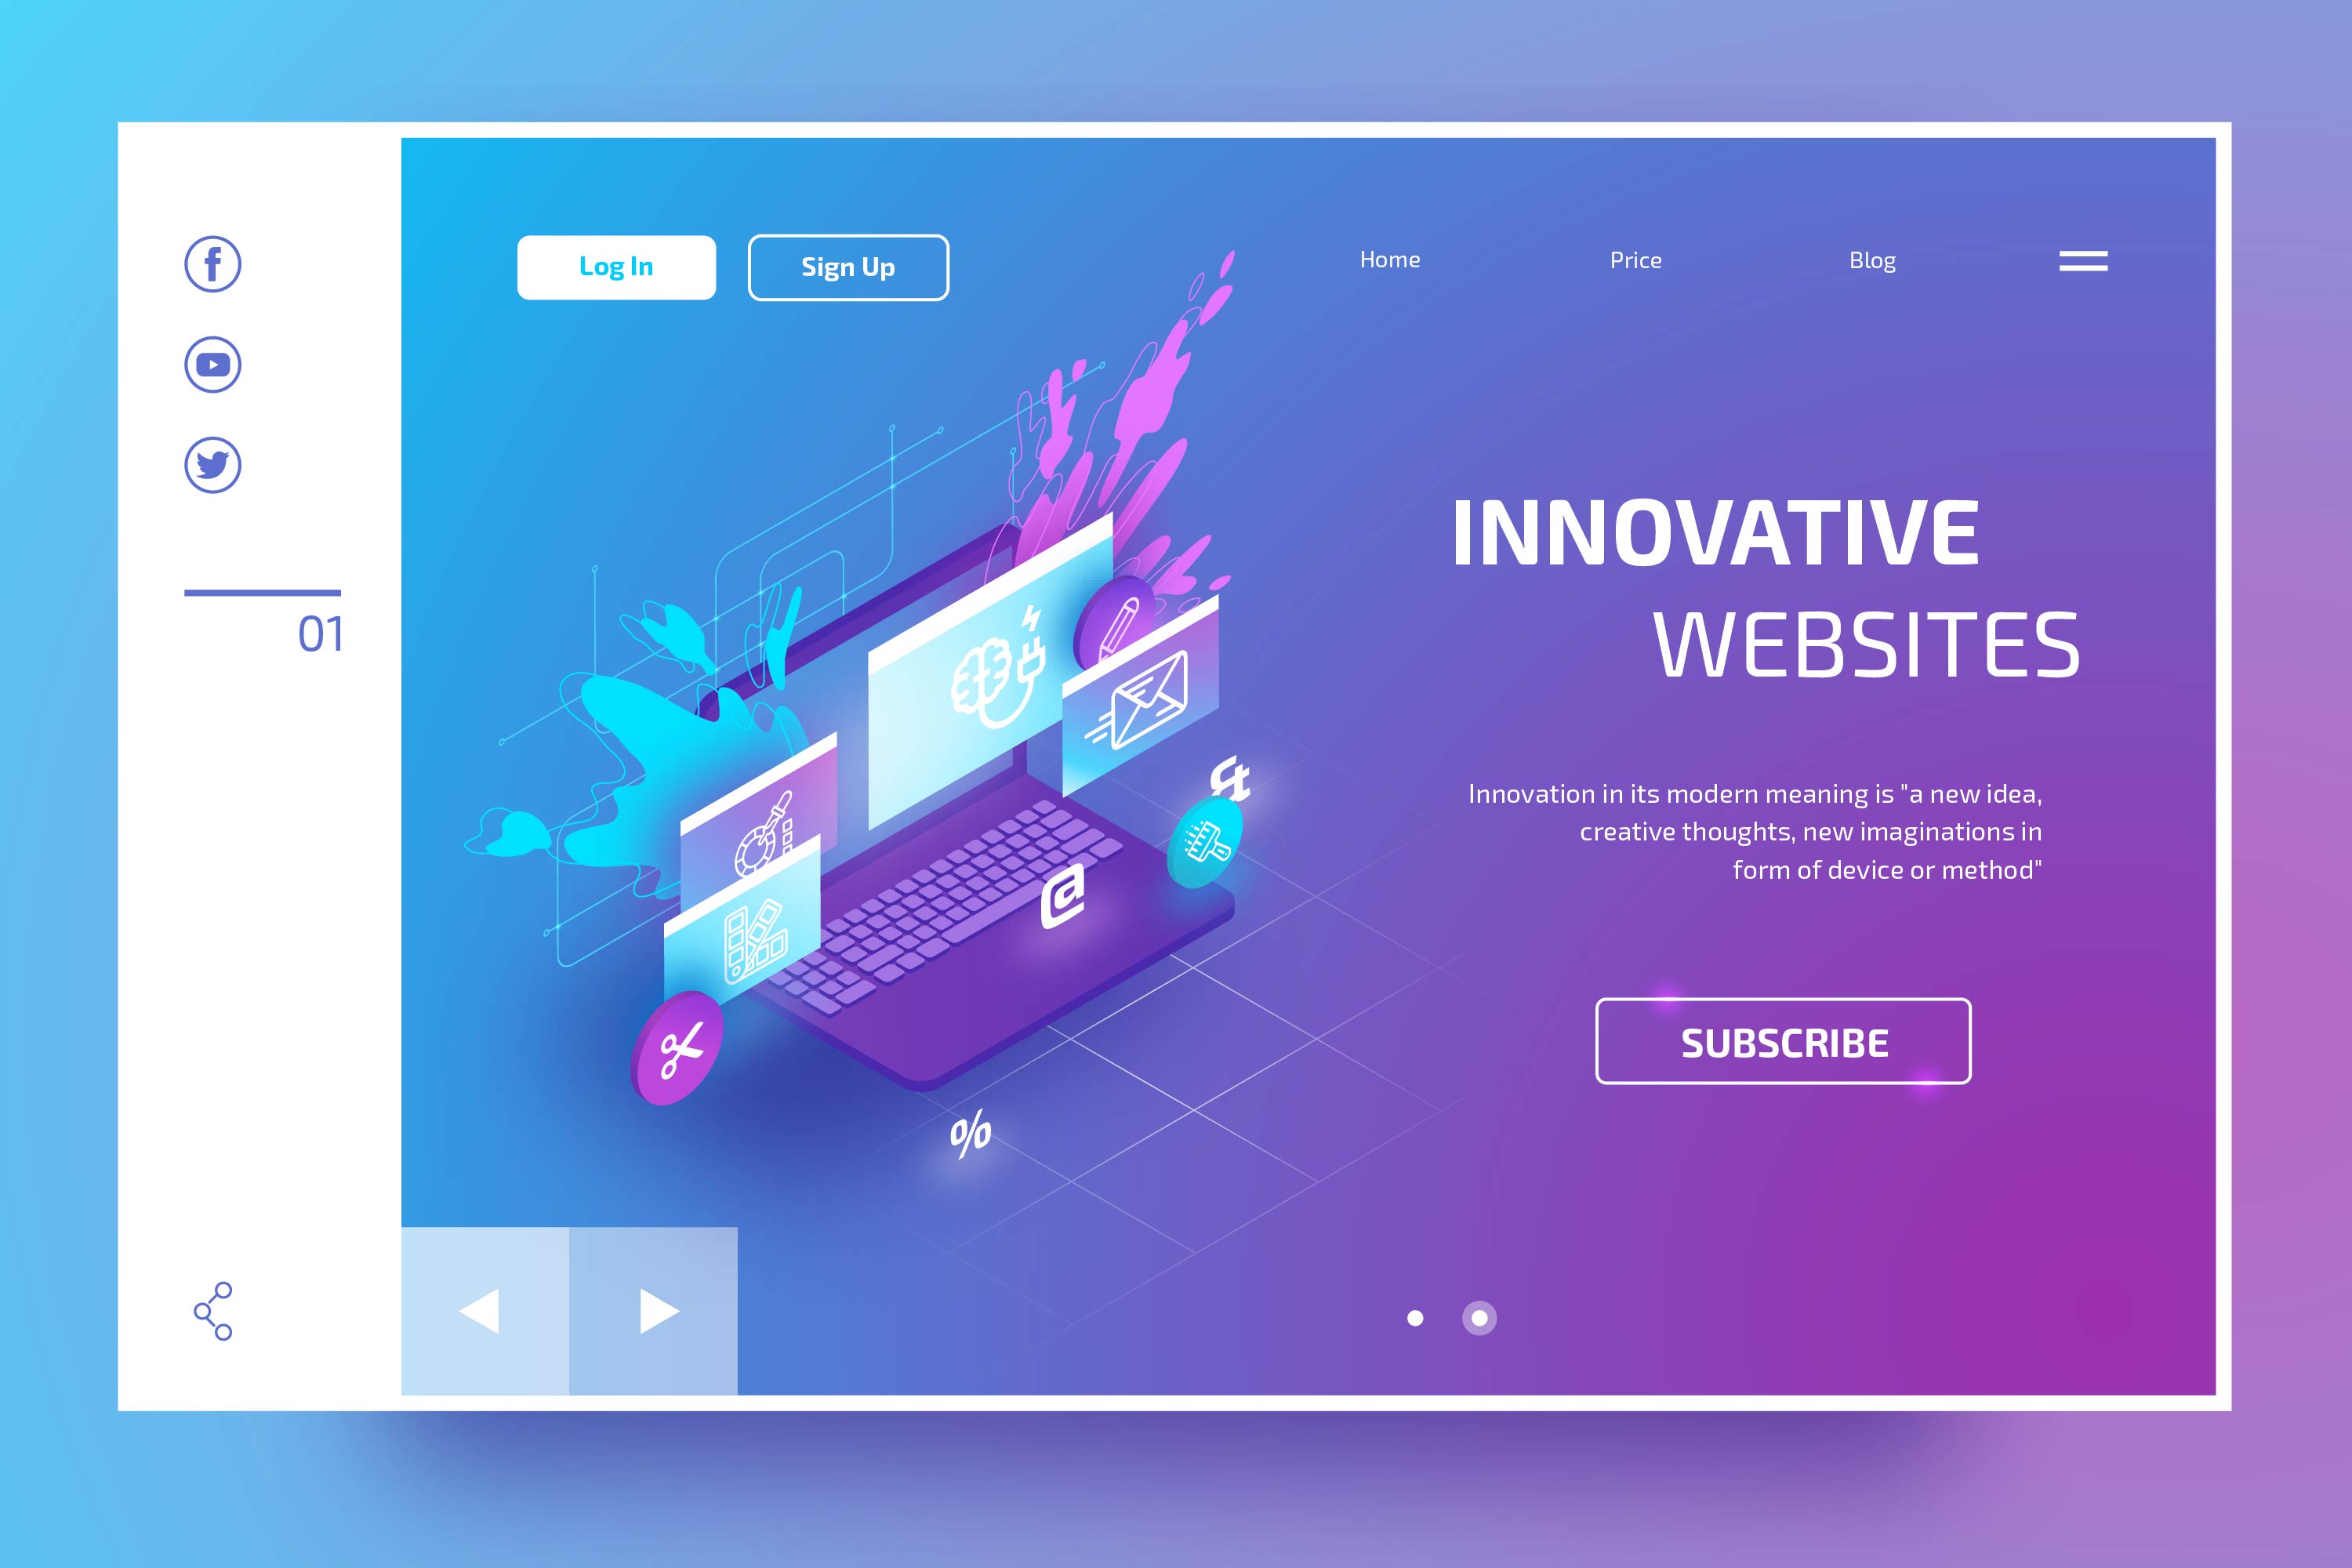 Log In
Sign Up
Home
Price
Blog
01
INNOVATIVE
WEBSITES
Innovation in its modern meaning is "a new idea,
creative thoughts, new imaginations in
form of device or method"
SUBSCRIBE
&
@
%